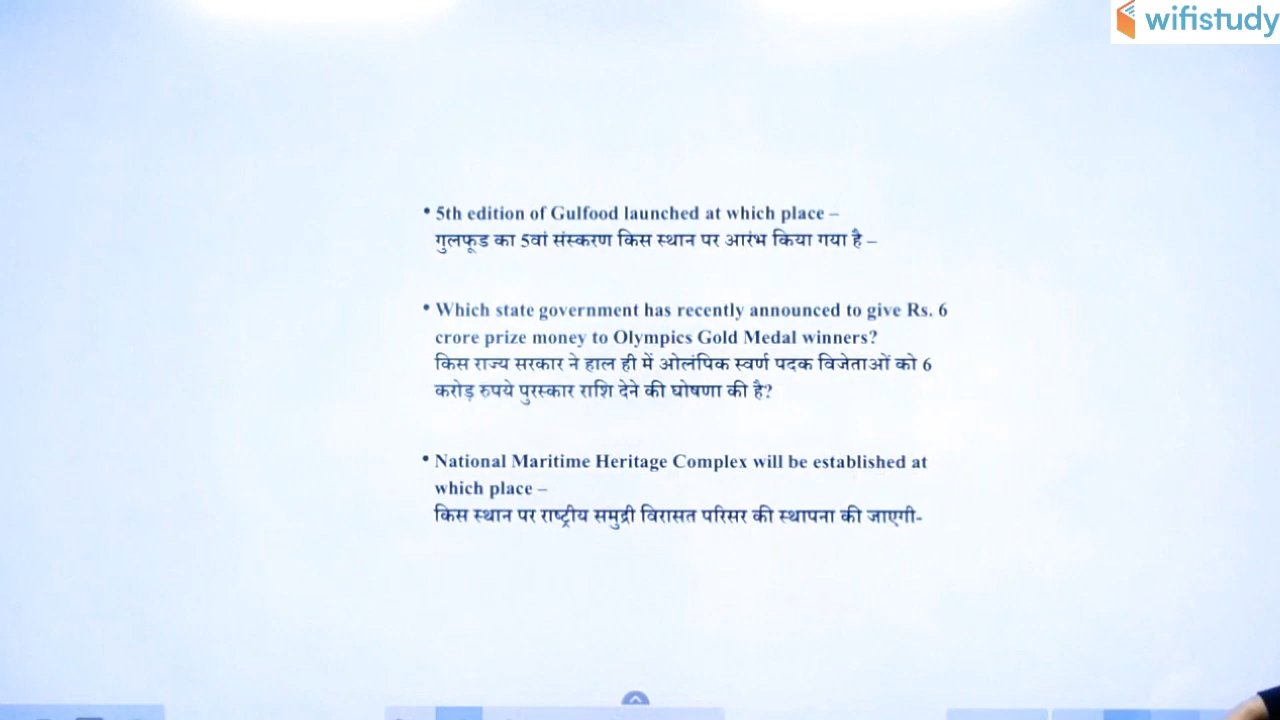 wifistudy
• 5th edition of Gulfood launched at which place –
गुलफूड का 5वां संस्करण किस स्थान पर आरंभ किया गया है –
• Which state government has recently announced to give Rs. 6
crore prize money to Olympics Gold Medal winners?
किस राज्य सरकार ने हाल ही में ओलंपिक स्वर्ण पदक विजेताओं को 6
करोड़ रुपये पुरस्कार राशि देने की घोषणा की है?
• National Maritime Heritage Complex will be established at
which place –
किस स्थान पर राष्ट्रीय समुद्री विरासत परिसर की स्थापना की जाएगी-